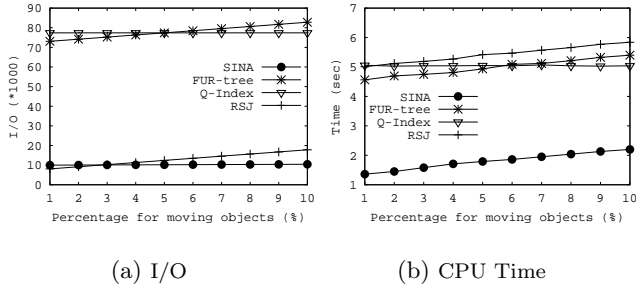 90
80
70
60
50
40
30
20
10
0
I/O (*1000)
SINA
FUR-tree
Q-Index
RSJ
1 2 3 4 5 6 7 8 9 10
Percentage for moving objects (%)
(a) I/O
7
6
5
4
3
2
1
Time (sec)
SINA
FUR-tree
Q-Index
RSJ
1 2 3 4 5 6 7 8 9 10
Percentage for moving objects (%)
(b) CPU Time